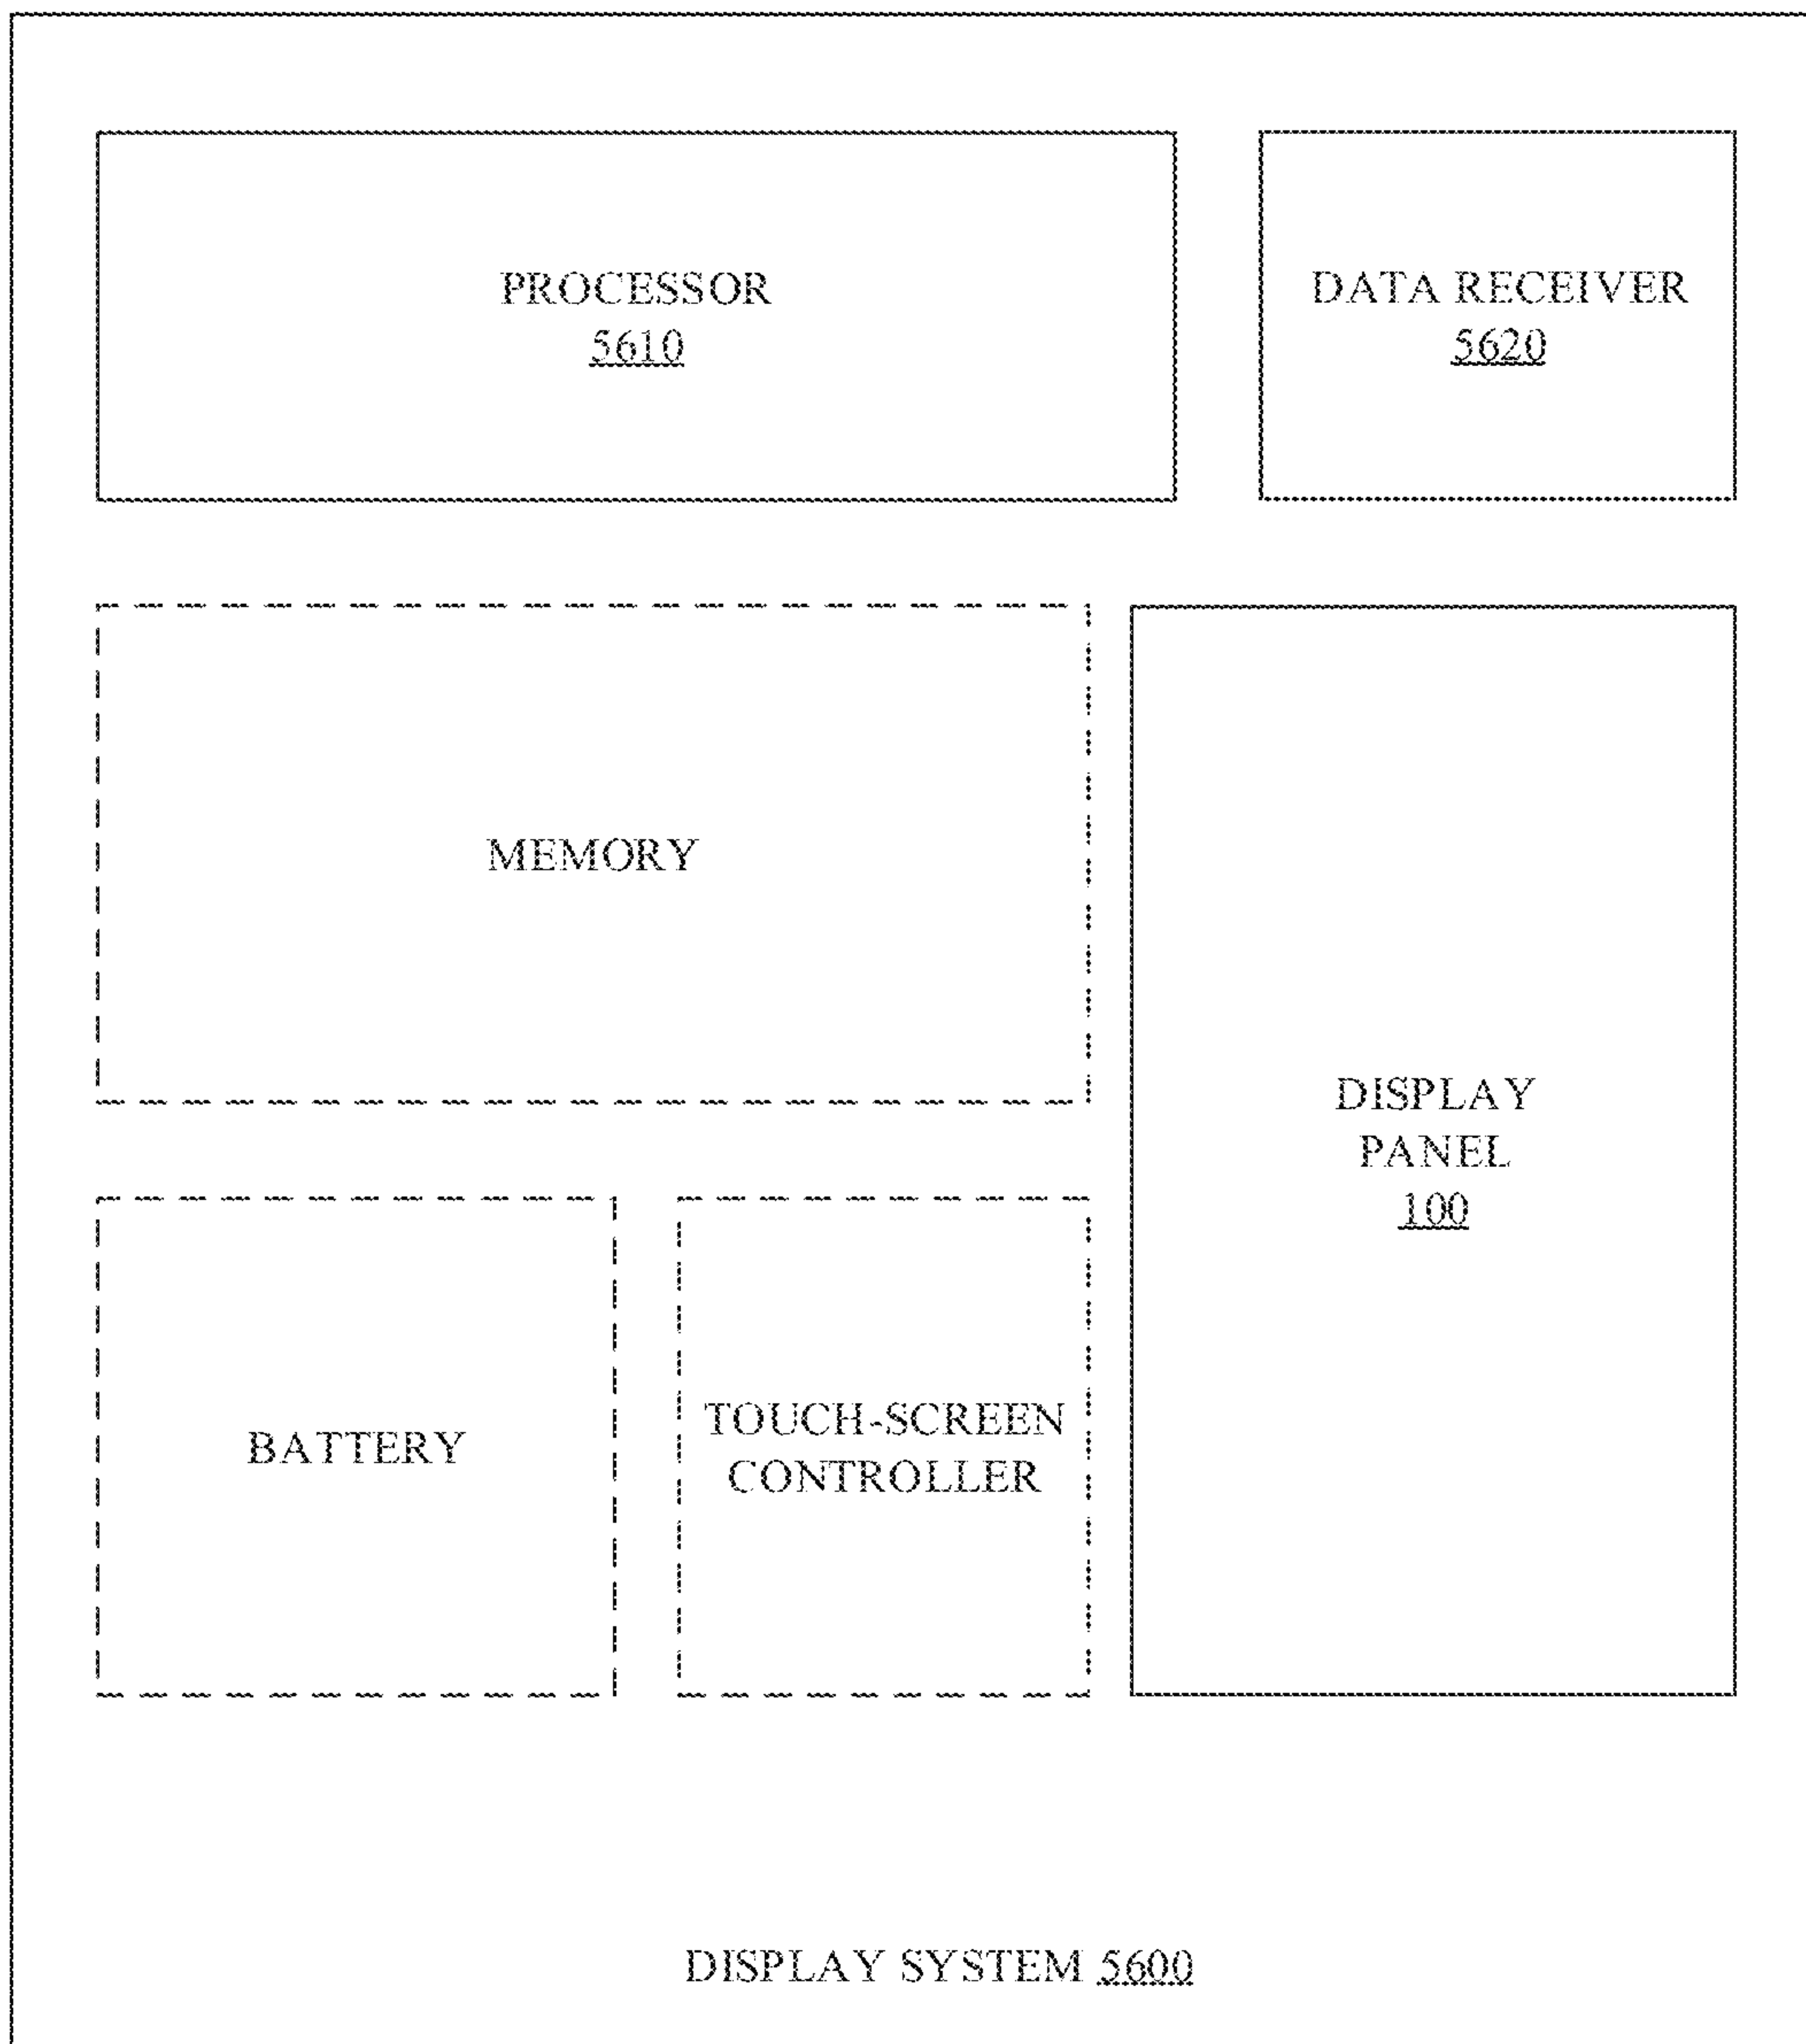 PROCESSOR
5610
DATA RECEIVER
5620
MEMORY
DISPLAY
PANEL
100
BATTERY
TOUCH-SCREEN
CONTROLLER
DISPLAY SYSTEM 5600